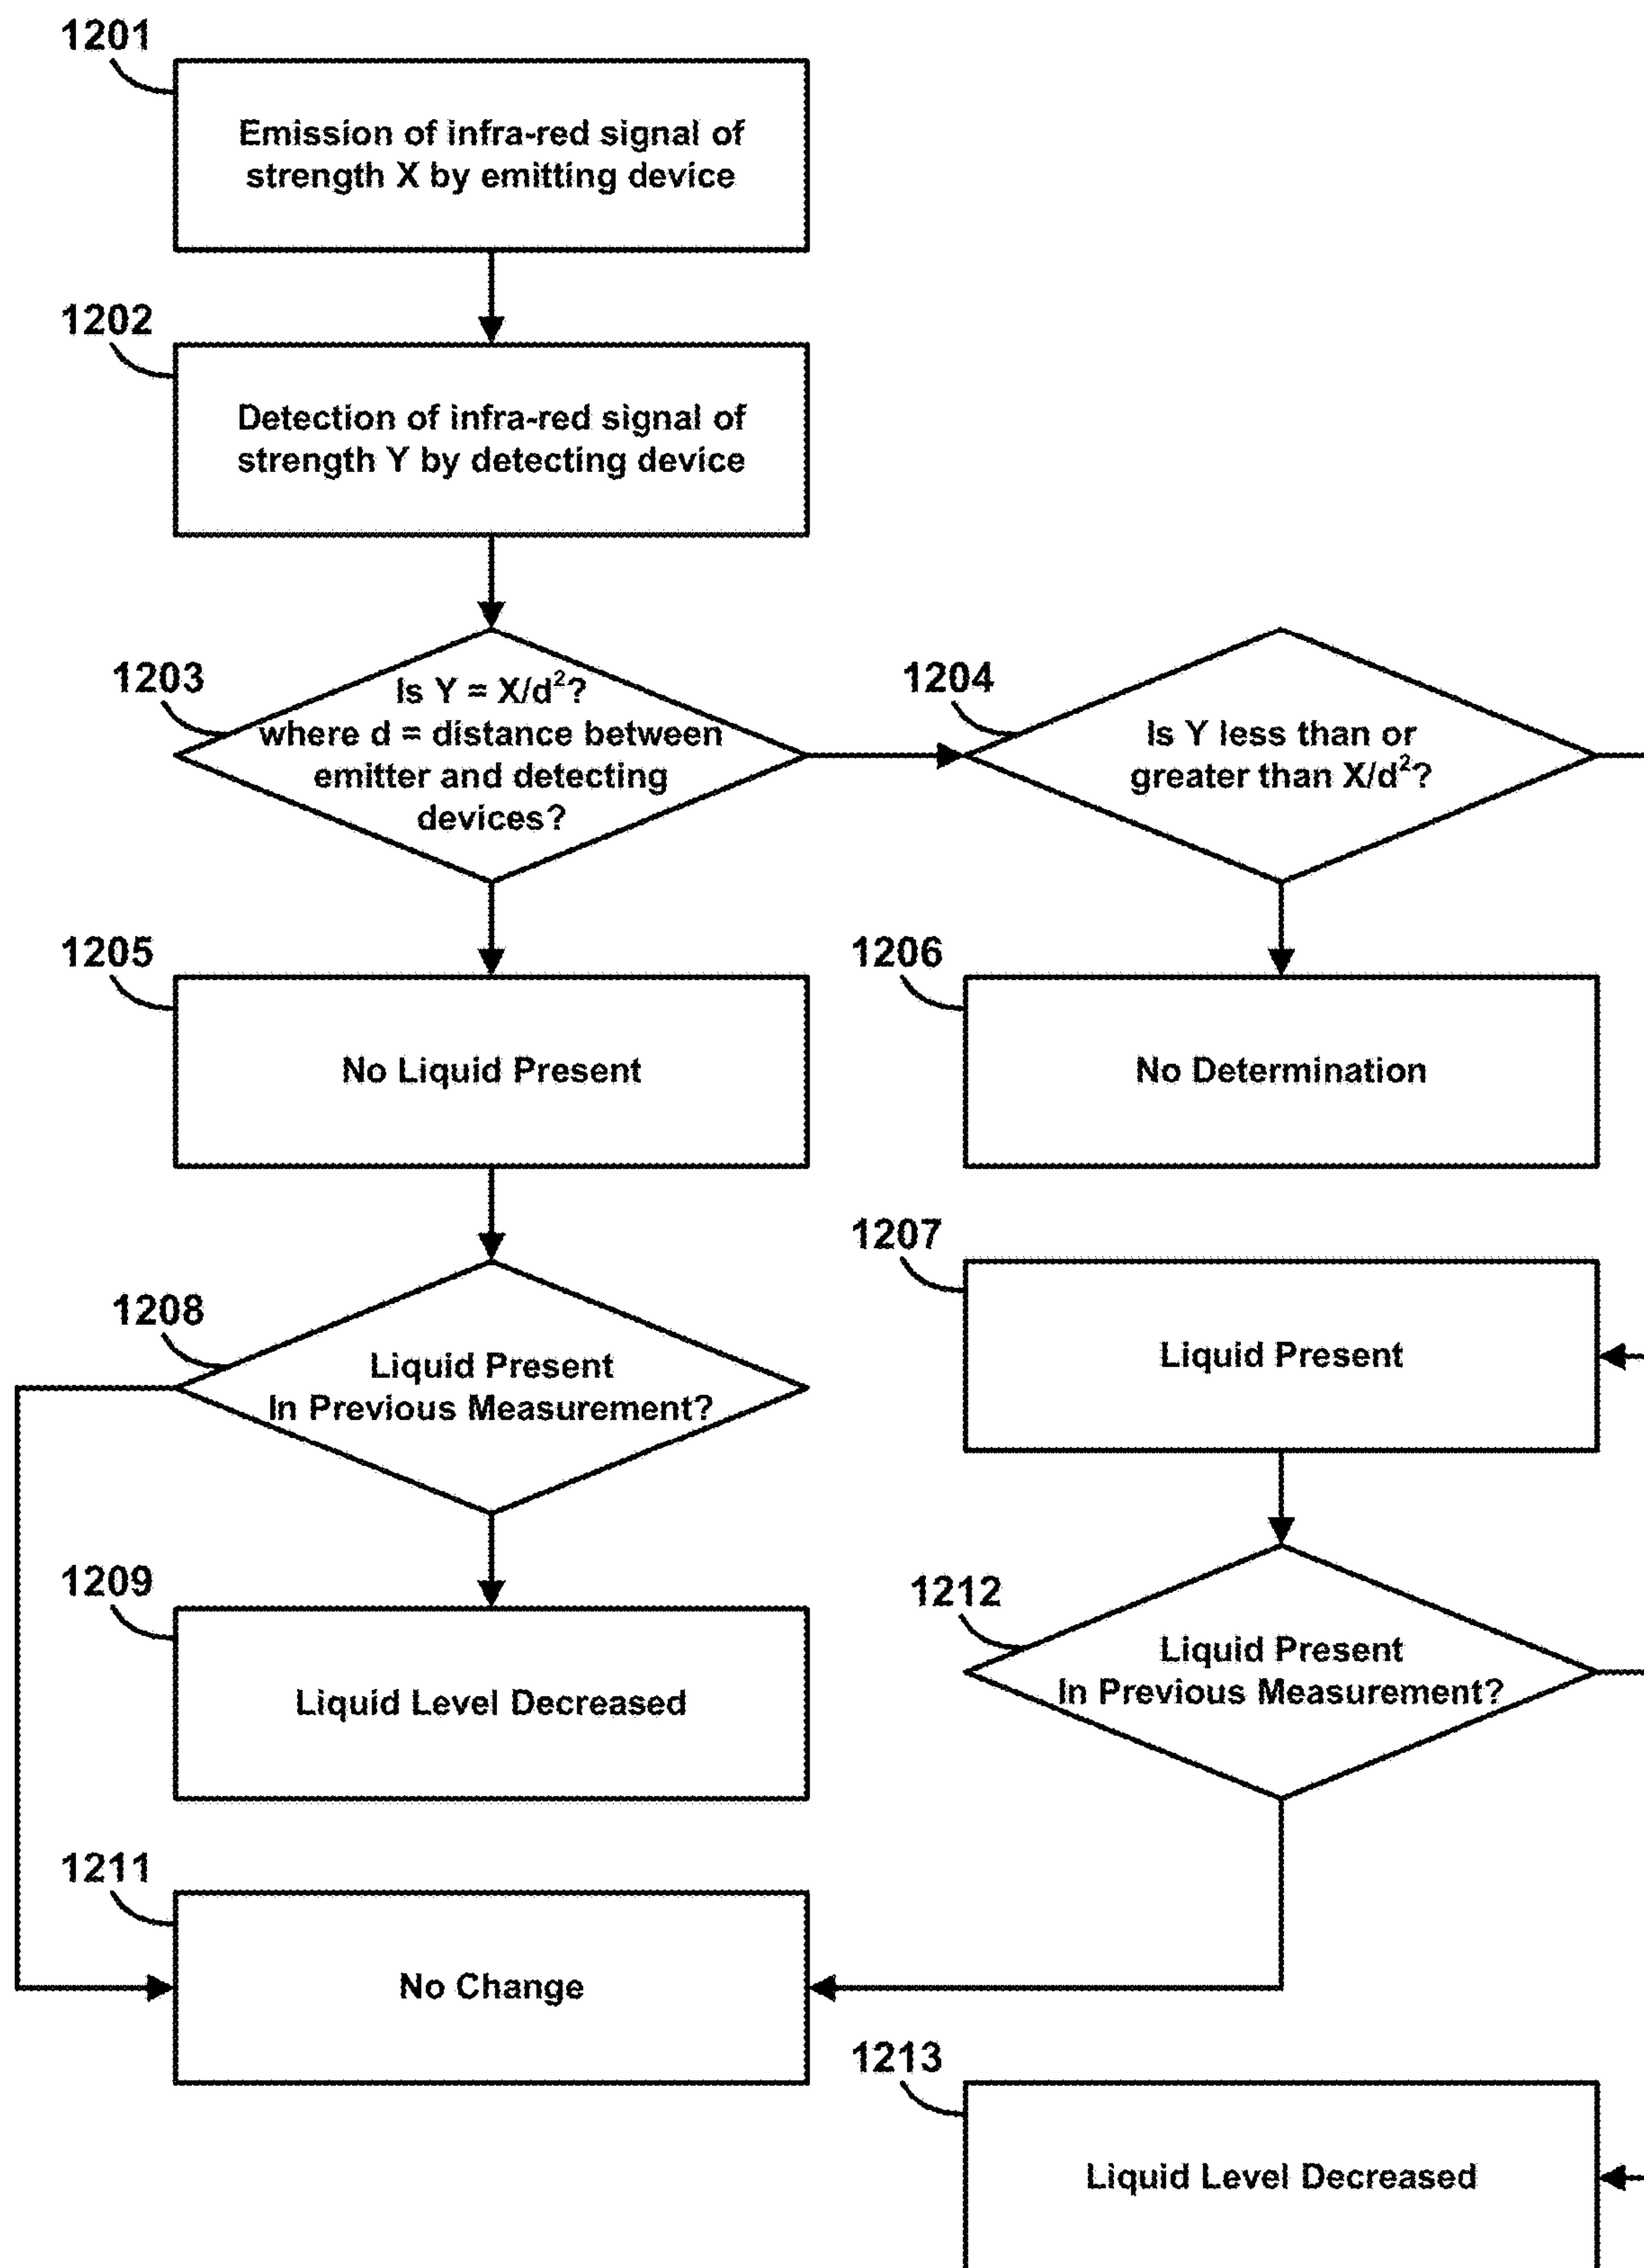 1201
Emission of infra-red signal of
strength X by emitting device
1202
Detection of infra-red signal of
strength Y by detecting device
1203
Is Y = X/d²?
where d = distance between
emitter and detecting
devices?
1204
Is Y less than or
greater than X/d²?
1205
No Liquid Present
1206
No Determination
1207
Liquid Present
1208
Liquid Present
In Previous Measurement?
1209
Liquid Level Decreased
1212
Liquid Present
In Previous Measurement?
1211
No Change
1213
Liquid Level Decreased